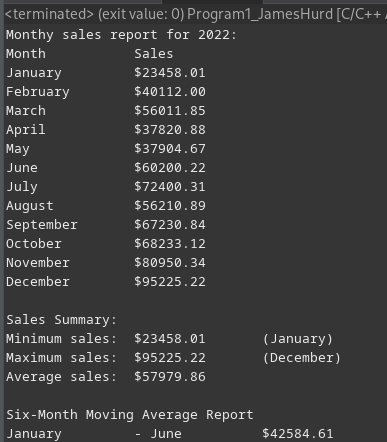 <terminated> (exit value: 0) Program1_JamesHurd [C/C++ A
Monthy sales report for 2022:
Month Sales
January $23458.01
February $40112.00
March $56011.85
April $37820.88
May $37904.67
June $60200.22
July $72400.31
August $56210.89
September $67230.84
October $68233.12
November $80950.34
December $95225.22
Sales Summary:
Minimum sales: $23458.01 (January)
Maximum sales: $95225.22 (December)
Average sales: $57979.86
Six-Month Moving Average Report
January - June $42584.61